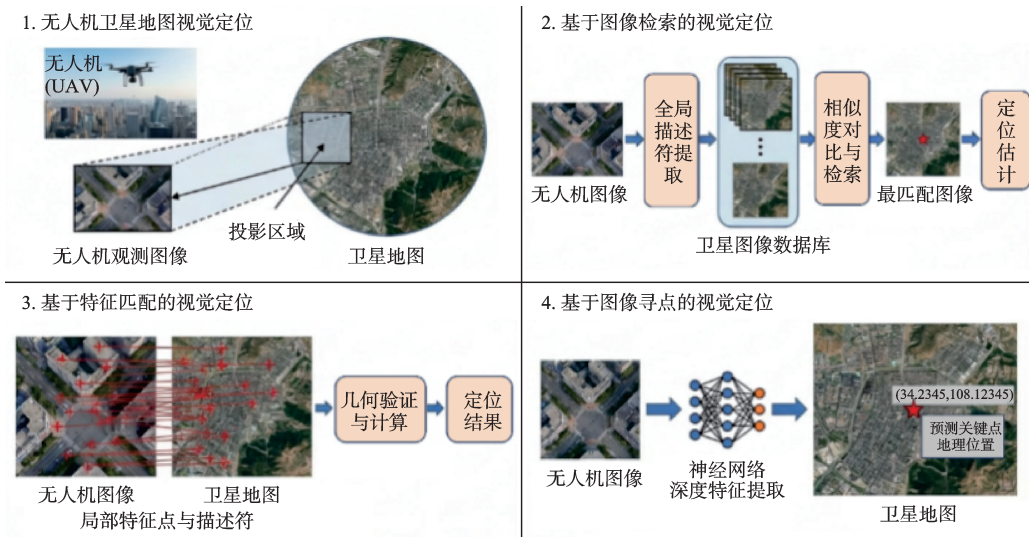 1. 无人机卫星地图视觉定位
无人机
(UAV)
投影区域
无人机观测图像
卫星地图
2. 基于图像检索的视觉定位
无人机图像
全局
描述
符提
取
卫星图像数据库
相似
度对
比与
检索
最匹配图像
定
位
估
计
3. 基于特征匹配的视觉定位
无人机图像
卫星地图
局部特征点与描述符
几何验证
与计算
定位
结果
4. 基于图像寻点的视觉定位
无人机图像
神经网络
深度特征提取
(34.2345,108.12345)
预测关键点
地理位置
卫星地图